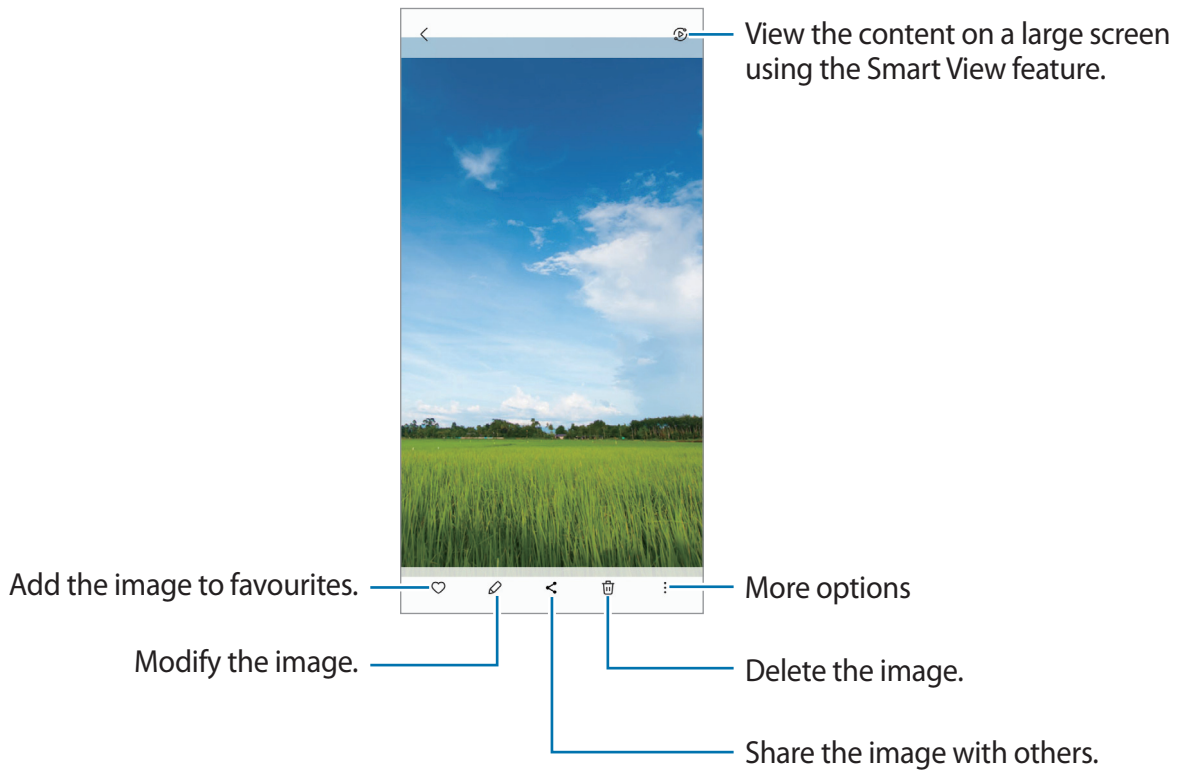 View the content on a large screen
using the Smart View feature.
Add the image to favourites.
More options
Modify the image.
Delete the image.
Share the image with others.